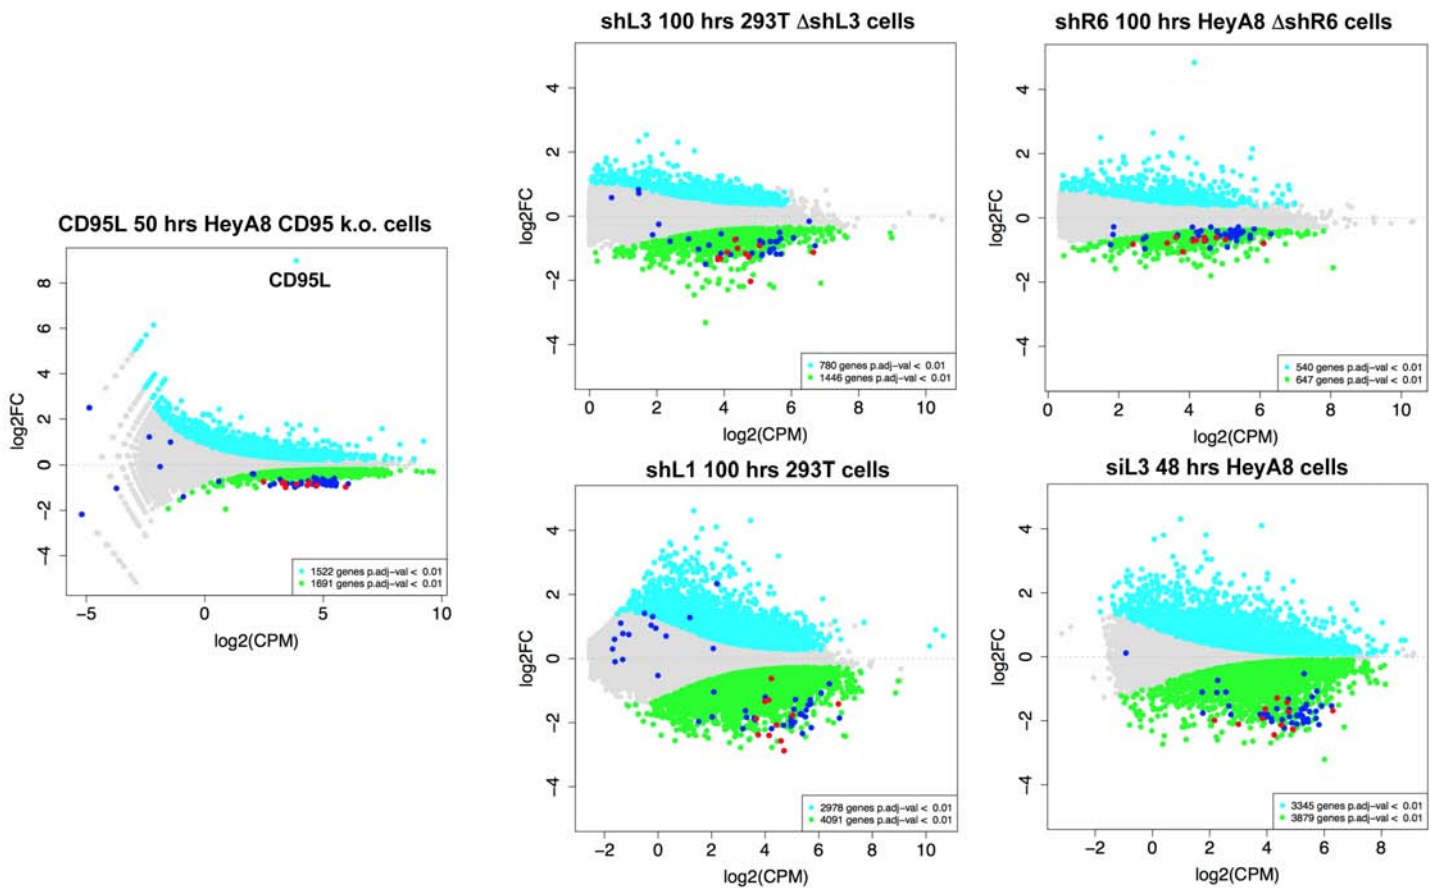 shL3 100 hrs 293T ΔshL3 cells
4
2
0
−2
−4
log2FC
0
2
4
6
8
10
log2(CPM)
780 genes p.adj−val < 0.01
1446 genes p.adj−val < 0.01
shR6 100 hrs HeyA8 ΔshR6 cells
4
2
0
−2
−4
log2FC
0
2
4
6
8
10
log2(CPM)
540 genes p.adj−val < 0.01
647 genes p.adj−val < 0.01
CD95L 50 hrs HeyA8 CD95 k.o. cells
CD95L
8
6
4
2
0
−2
−4
log2FC
−5
0
5
10
log2(CPM)
1522 genes p.adj−val < 0.01
1691 genes p.adj−val < 0.01
shL1 100 hrs 293T cells
4
2
0
−2
−4
log2FC
−2
0
2
4
6
8
10
log2(CPM)
2978 genes p.adj−val < 0.01
4091 genes p.adj−val < 0.01
siL3 48 hrs HeyA8 cells
4
2
0
−2
−4
log2FC
−2
0
2
4
6
8
log2(CPM)
3345 genes p.adj−val < 0.01
3879 genes p.adj−val < 0.01